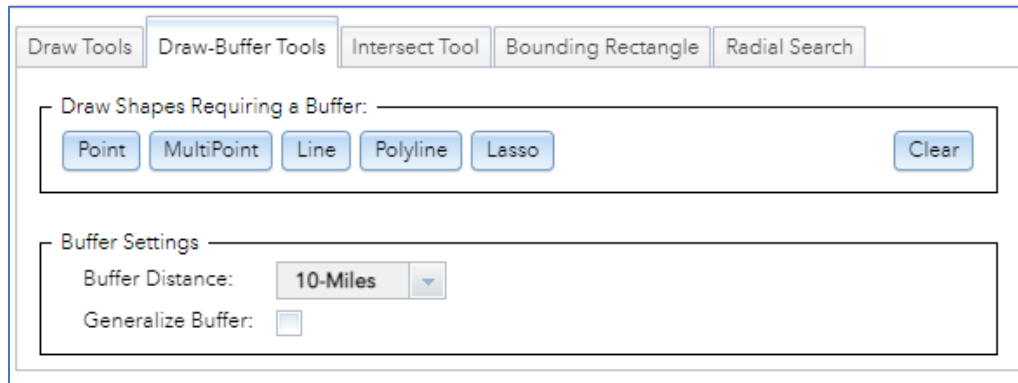 Draw Tools Draw-Buffer Tools Intersect Tool Bounding Rectangle Radial Search
Draw Shapes Requiring a Buffer:
Point MultiPoint Line Polyline Lasso Clear
Buffer Settings
Buffer Distance: 10-Miles
Generalize Buffer: